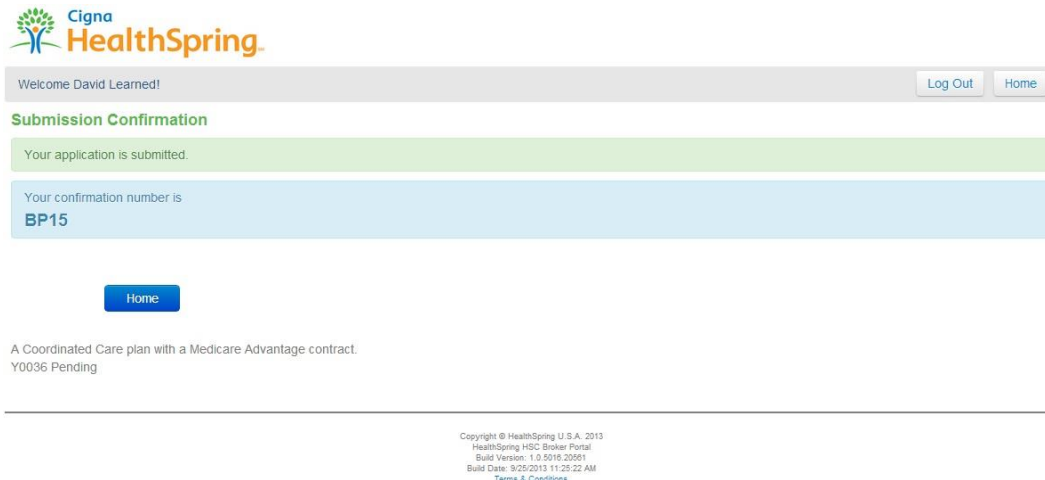 Cigna
HealthSpring
Welcome David Learned!
Log Out
Home
Submission Confirmation
Your application is submitted.
Your confirmation number is
BP15
Home
A Coordinated Care plan with a Medicare Advantage contract.
Y0036 Pending
Copyright © HealthSpring U.S.A. 2013
HealthSpring HSC Broker Portal
Build Version: 1.0.5016.20561
Build Date: 9/25/2013 11:25:22 AM
Terms & Conditions